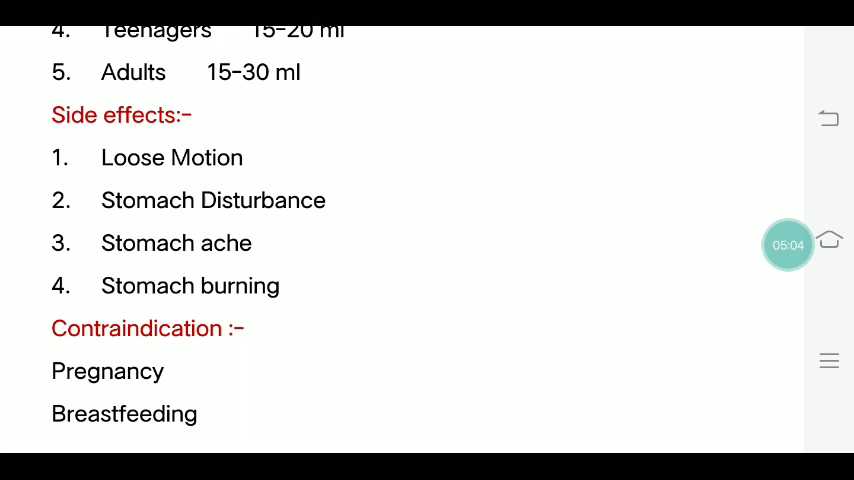 4. Teenagers 15-20 ml
5. Adults 15-30 ml
Side effects:-
1. Loose Motion
2. Stomach Disturbance
3. Stomach ache
4. Stomach burning
Contraindication :-
Pregnancy
Breastfeeding
05:04